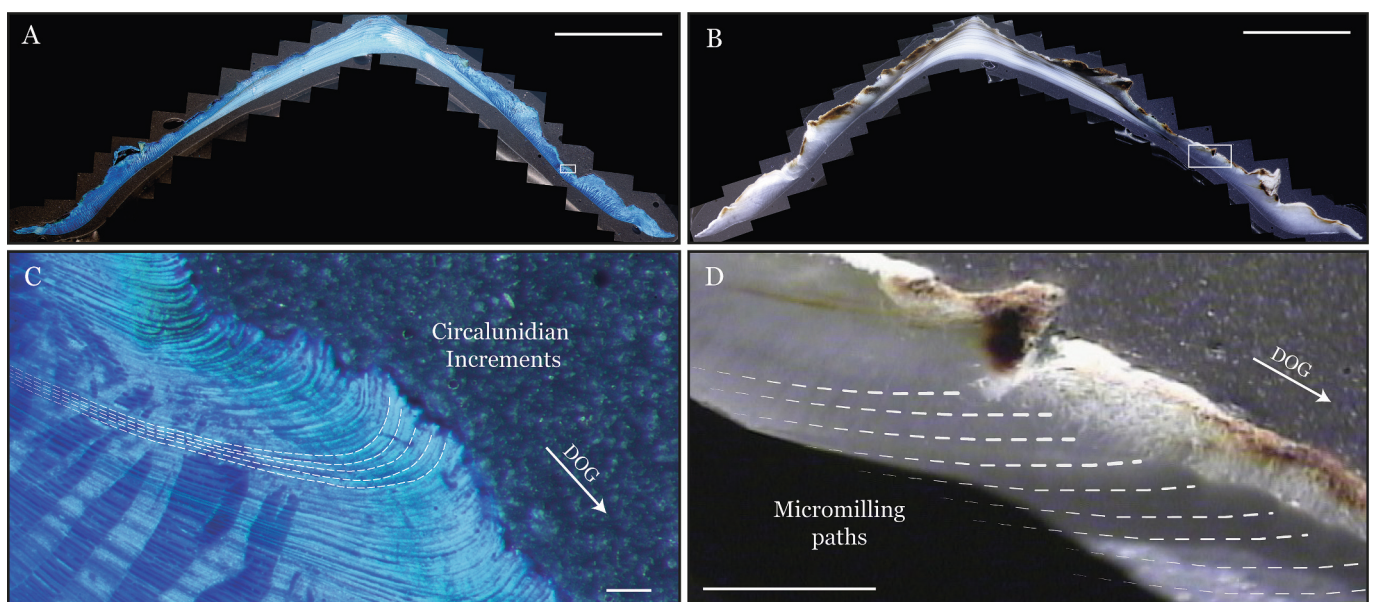 A
B
C
Circalunidian
Increments
DOG
D
DOG
Micromilling
paths